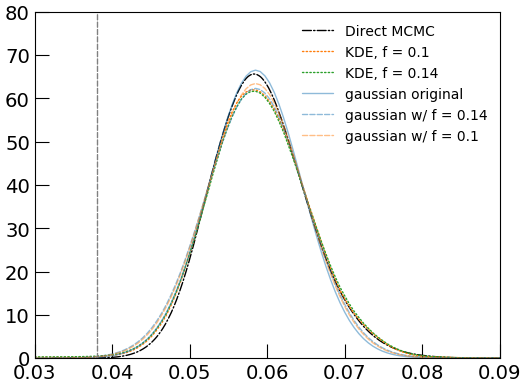 80
70
60
50
40
30
20
10
0
Direct MCMC
KDE, f = 0.1
KDE, f = 0.14
gaussian original
gaussian w/ f = 0.14
gaussian w/ f = 0.1
0.03 0.04 0.05 0.06 0.07 0.08 0.09